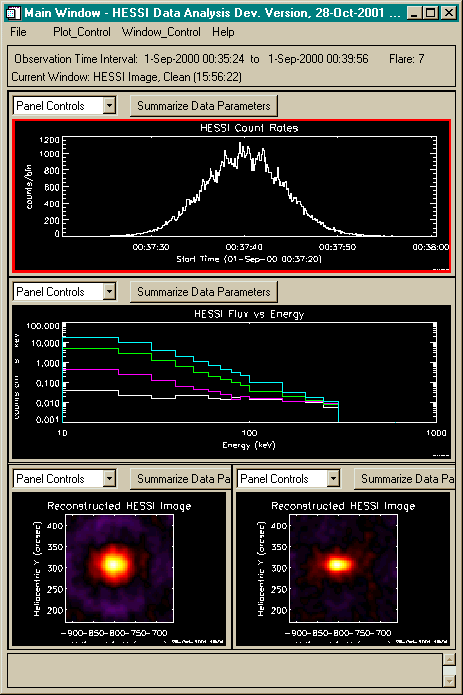 Main Window - HESSI Data Analysis Dev. Version, 28-Oct-2001 ...
File Plot_Control Window_Control Help
Observation Time Interval: 1-Sep-2000 00:35:24 to 1-Sep-2000 00:39:56 Flare: 7
Current Window: HESSI Image, Clean (15:56:22)
Panel Controls Summarize Data Parameters
HESSI Count Rates
counts/bin
1200
1000
800
600
400
200
0
00:37:30 00:37:40 00:37:50 00:38:00
Start Time (01-Sep-00 00:37:20)
Panel Controls Summarize Data Parameters
HESSI Flux vs Energy
100.000
10.000
1.000
0.100
0.010
0.001
10 100 1000
Energy (keV)
Panel Controls Summarize Data Pa
Reconstructed HESSI Image
Heliocentric Y (arcsec)
400
350
300
250
200
-900-850-800-750-700
Panel Controls Summarize Data Pa
Reconstructed HESSI Image
Heliocentric Y (arcsec)
400
350
300
250
200
-900-850-800-750-700